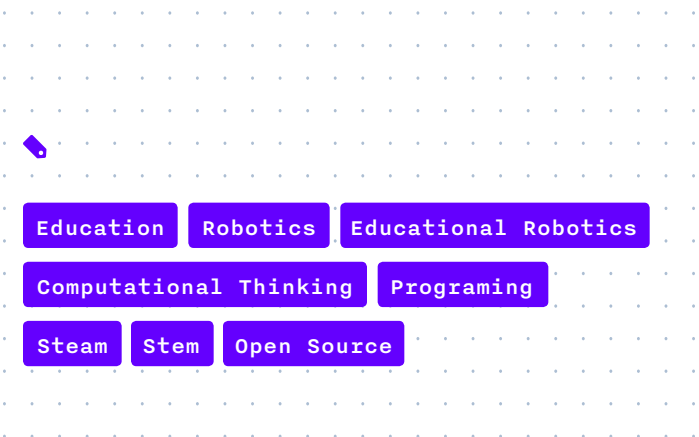 Education Robotics Educational Robotics
Computational Thinking Programing
Steam Stem Open Source